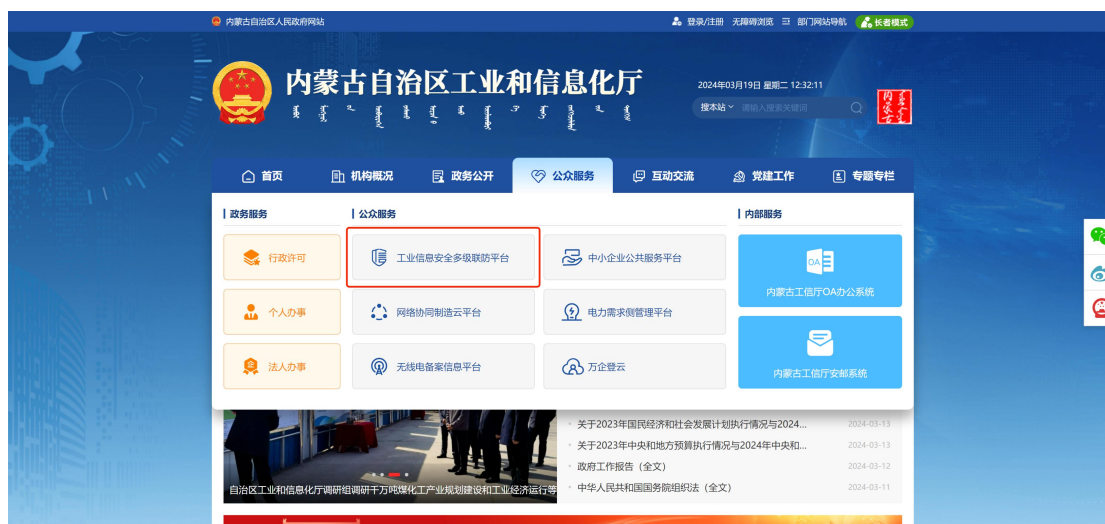 内蒙古自治区人民政府网站
登录/注册 无障碍浏览 部门网站导航 长者模式
内蒙古自治区工业和信息化厅
2024年03月19日 星期二 12:32:11
搜本站 请输入搜索关键词
内蒙古
首页 机构概况 政务公开 公众服务 互动交流 党建工作 专题专栏
政务服务 公众服务 内部服务
行政许可 工业信息安全多级联防平台 中小企业公共服务平台
OA
内蒙古工信厅OA办公系统
个人办事 网络协同制造云平台 电力需求侧管理平台
法人办事 无线电备案信息平台 万企登云
内蒙古工信厅安邮系统
关于2023年国民经济和社会发展计划执行情况与2024... 2024-03-13
关于2023年中央和地方预算执行情况与2024年中央和... 2024-03-13
政府工作报告（全文） 2024-03-12
中华人民共和国国务院组织法（全文） 2024-03-11
自治区工业和信息化厅调研组调研千万吨煤化工产业规划建设和工业经济运行等